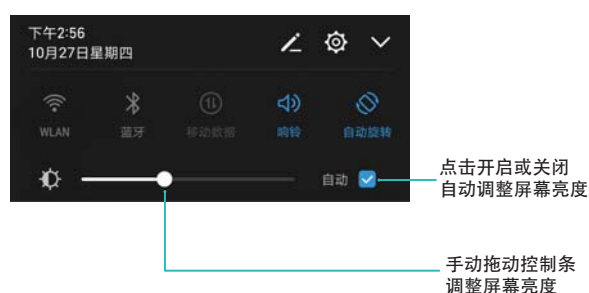 下午2:56
10月27日星期四
WLAN
蓝牙
移动数据
响铃
自动旋转
自动
点击开启或关闭
自动调整屏幕亮度
手动拖动控制条
调整屏幕亮度